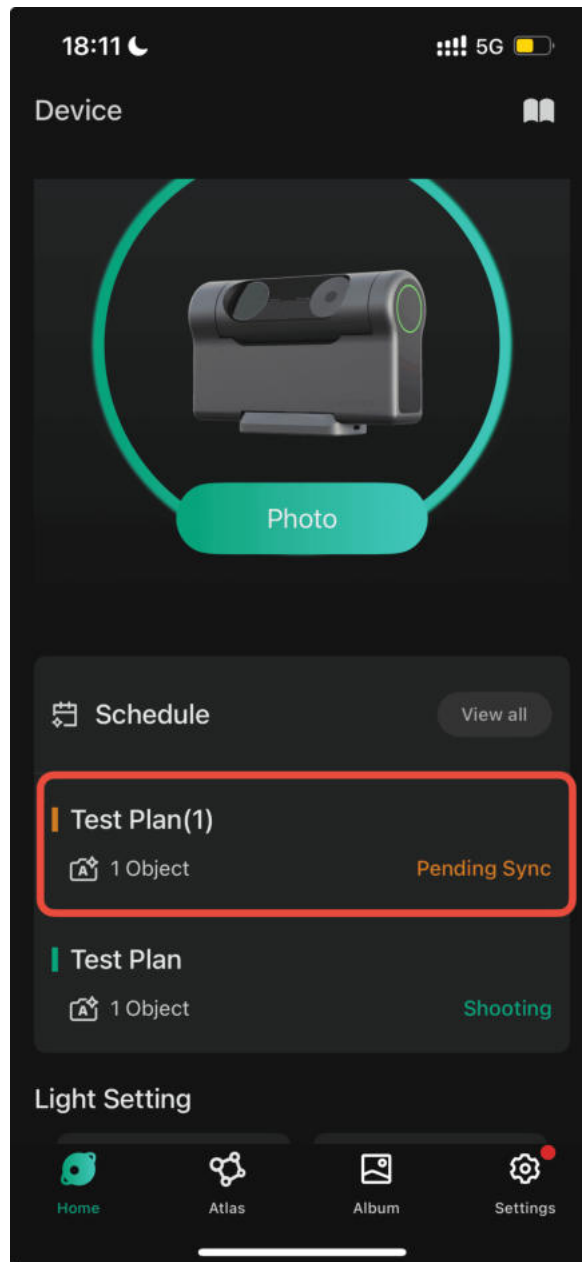 18:11 5G
Device
Photo
Schedule View all
Test Plan(1)
1 Object Pending Sync
Test Plan
1 Object Shooting
Light Setting
Home Atlas Album Settings